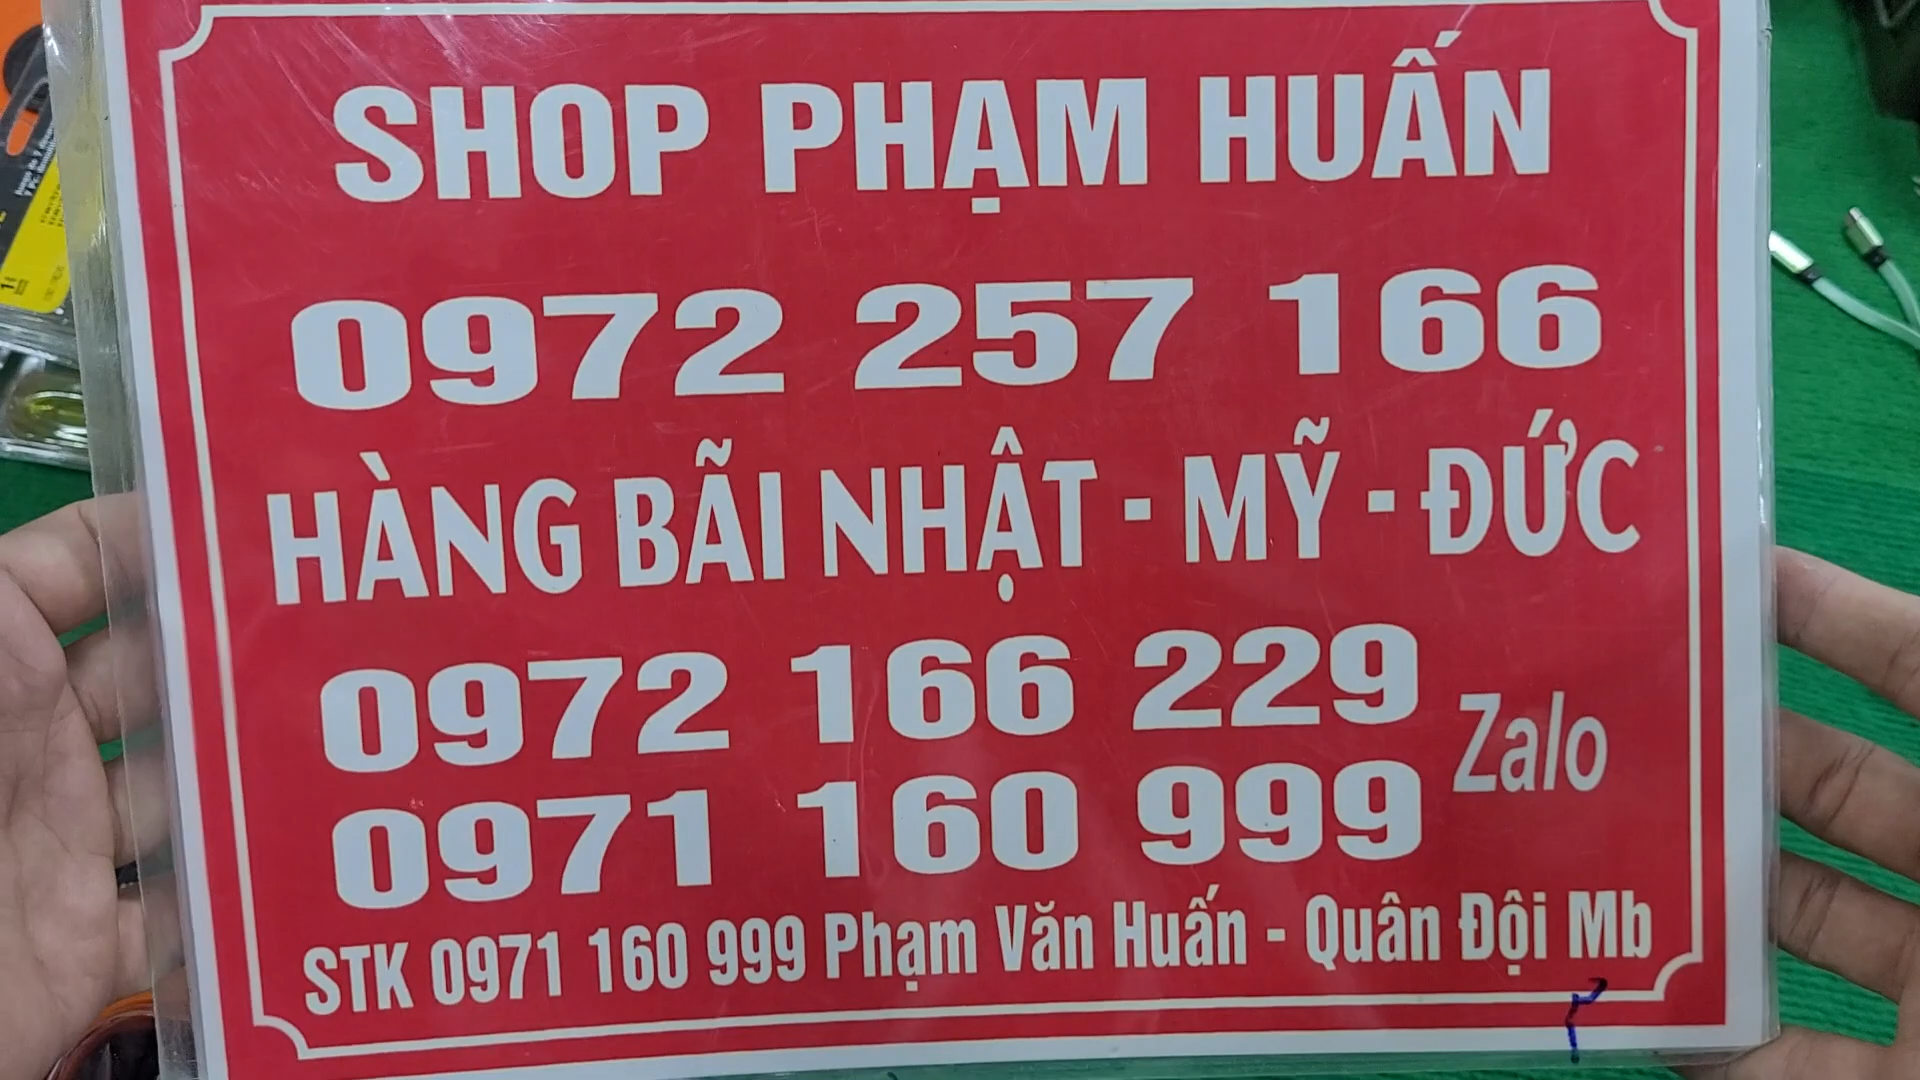 SHOP PHẠM HUẤN
0972 257 166
HÀNG BÃI NHẬT - MỸ - ĐỨC
0972 166 229
0971 160 999
Zalo
STK 0971 160 999 Phạm Văn Huấn - Quân Đội Mb